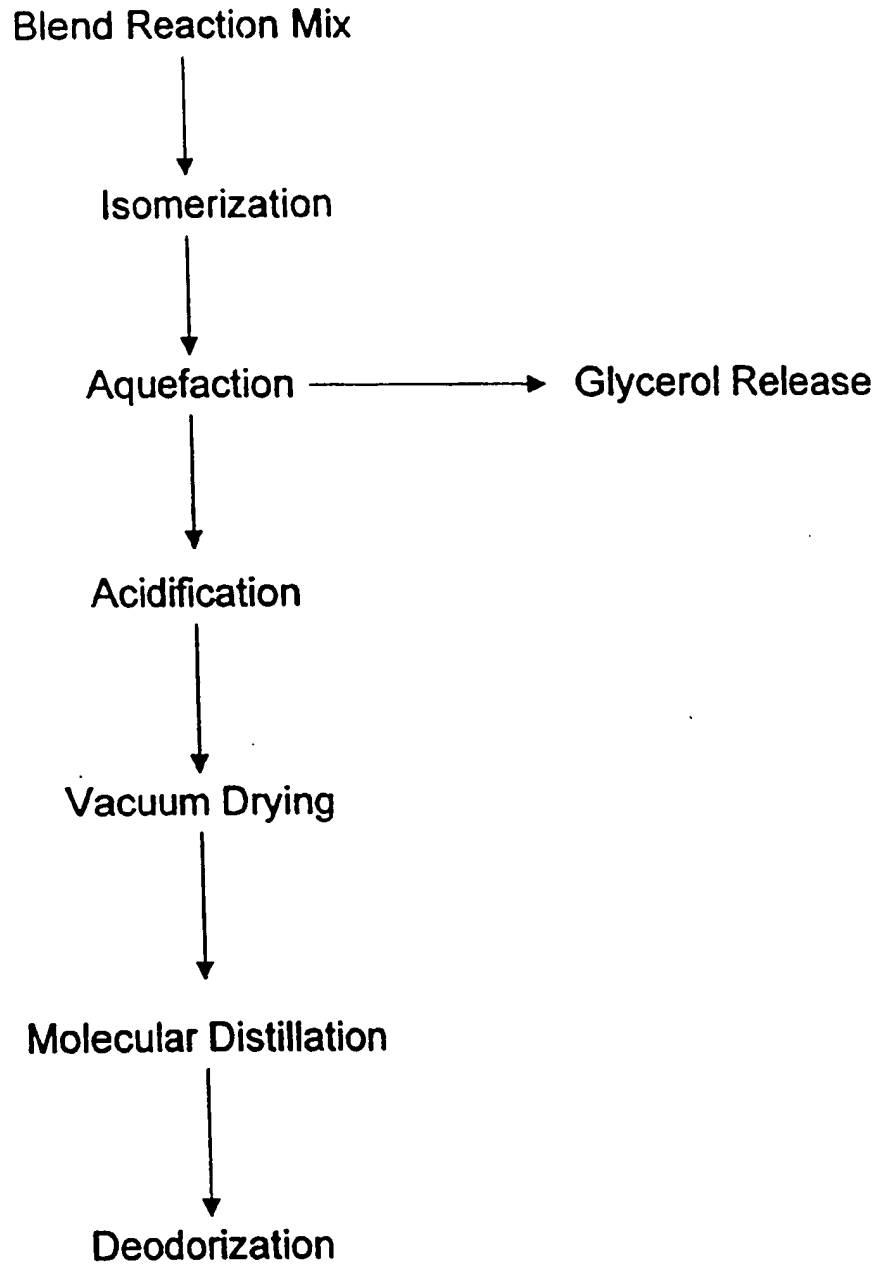 Blend Reaction Mix
Isomerization
Aquefaction
Glycerol Release
Acidification
Vacuum Drying
Molecular Distillation
Deodorization